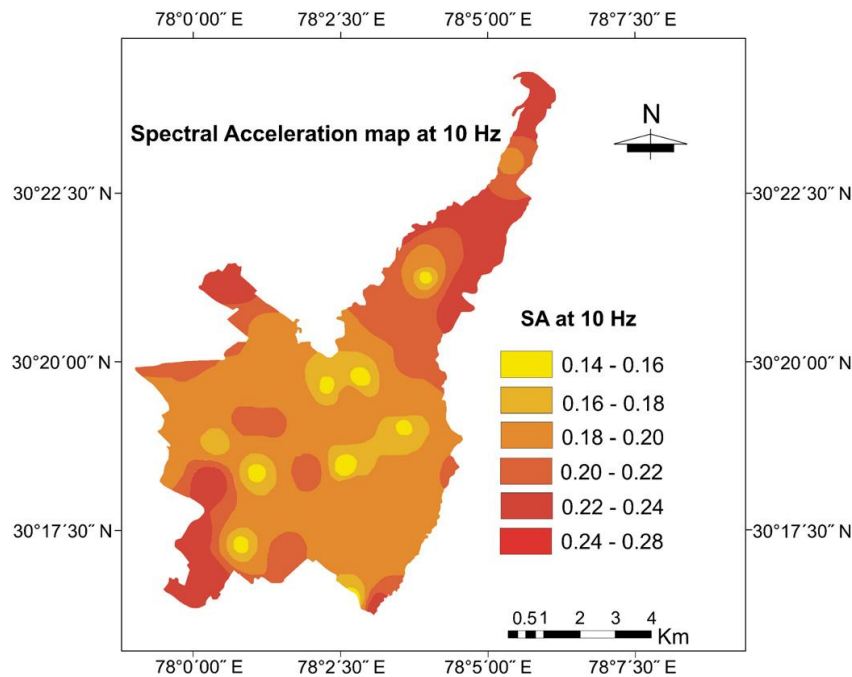 78°0′0″ E 78°2′30″ E 78°5′0″ E 78°7′30″ E
Spectral Acceleration map at 10 Hz
N
30°22′30″ N 30°22′30″ N
SA at 10 Hz
30°20′00″ N 30°20′00″ N
0.14 - 0.16
0.16 - 0.18
0.18 - 0.20
0.20 - 0.22
0.22 - 0.24
0.24 - 0.28
30°17′30″ N 30°17′30″ N
0.5 1 2 3 4
Km
78°0′0″ E 78°2′30″ E 78°5′0″ E 78°7′30″ E